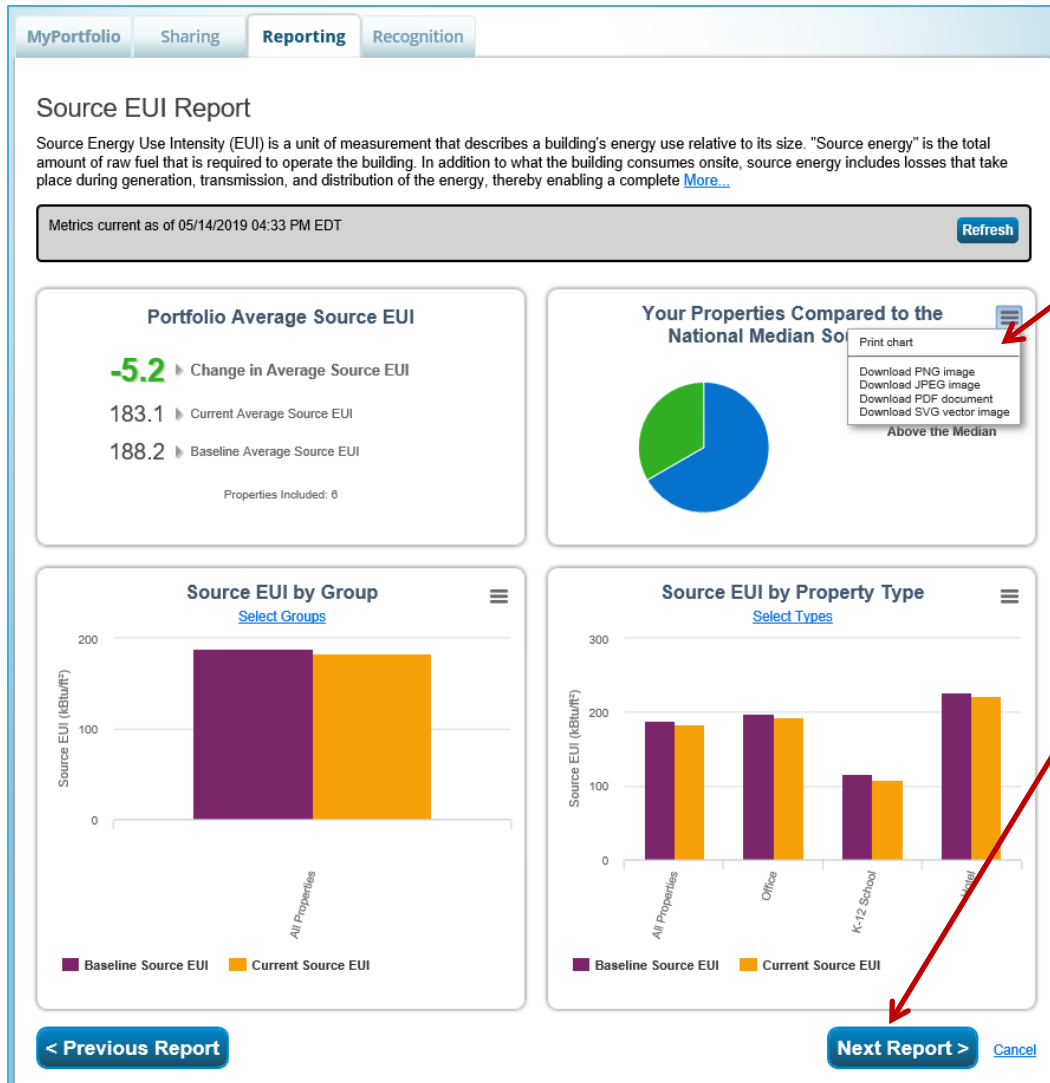 MyPortfolio Sharing Reporting Recognition
Source EUI Report
Source Energy Use Intensity (EUI) is a unit of measurement that describes a building's energy use relative to its size. "Source energy" is the total
amount of raw fuel that is required to operate the building. In addition to what the building consumes onsite, source energy includes losses that take
place during generation, transmission, and distribution of the energy, thereby enabling a complete More...
Metrics current as of 05/14/2019 04:33 PM EDT
Refresh
Portfolio Average Source EUI
-5.2 Change in Average Source EUI
183.1 Current Average Source EUI
188.2 Baseline Average Source EUI
Properties Included: 6
Your Properties Compared to the
National Median
Print chart
Download PNG image
Download JPEG image
Download PDF document
Download SVG vector image
Above the Median
Source EUI by Group
Select Groups
Source EUI (kBtu/ft²)
200
100
0
All Properties
Baseline Source EUI Current Source EUI
Source EUI by Property Type
Select Types
Source EUI (kBtu/ft²)
300
200
100
0
All Properties
Office
K-12 School
Hotel
Baseline Source EUI Current Source EUI
< Previous Report
Next Report >
Cancel